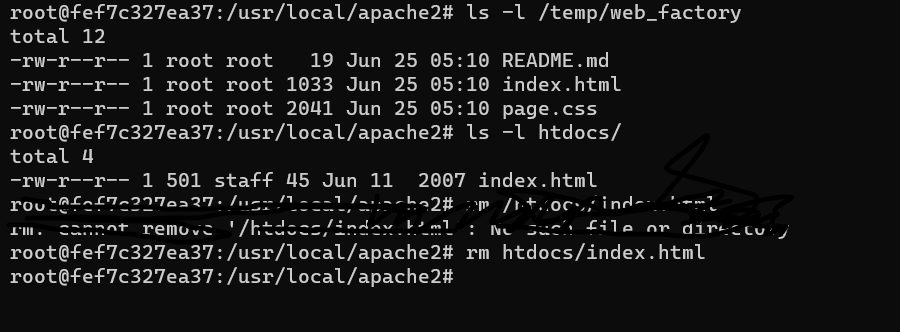 root@fef7c327ea37:/usr/local/apache2# ls -l /temp/web_factory
total 12
-rw-r--r-- 1 root root   19 Jun 25 05:10 README.md
-rw-r--r-- 1 root root 1033 Jun 25 05:10 index.html
-rw-r--r-- 1 root root 2041 Jun 25 05:10 page.css
root@fef7c327ea37:/usr/local/apache2# ls -l htdocs/
total 4
-rw-r--r-- 1 501 staff 45 Jun 11  2007 index.html
root@fef7c327ea37:/usr/local/apache2# rm /htdocs/index.html
rm: cannot remove '/htdocs/index.html': No such file or directory
root@fef7c327ea37:/usr/local/apache2# rm htdocs/index.html
root@fef7c327ea37:/usr/local/apache2#